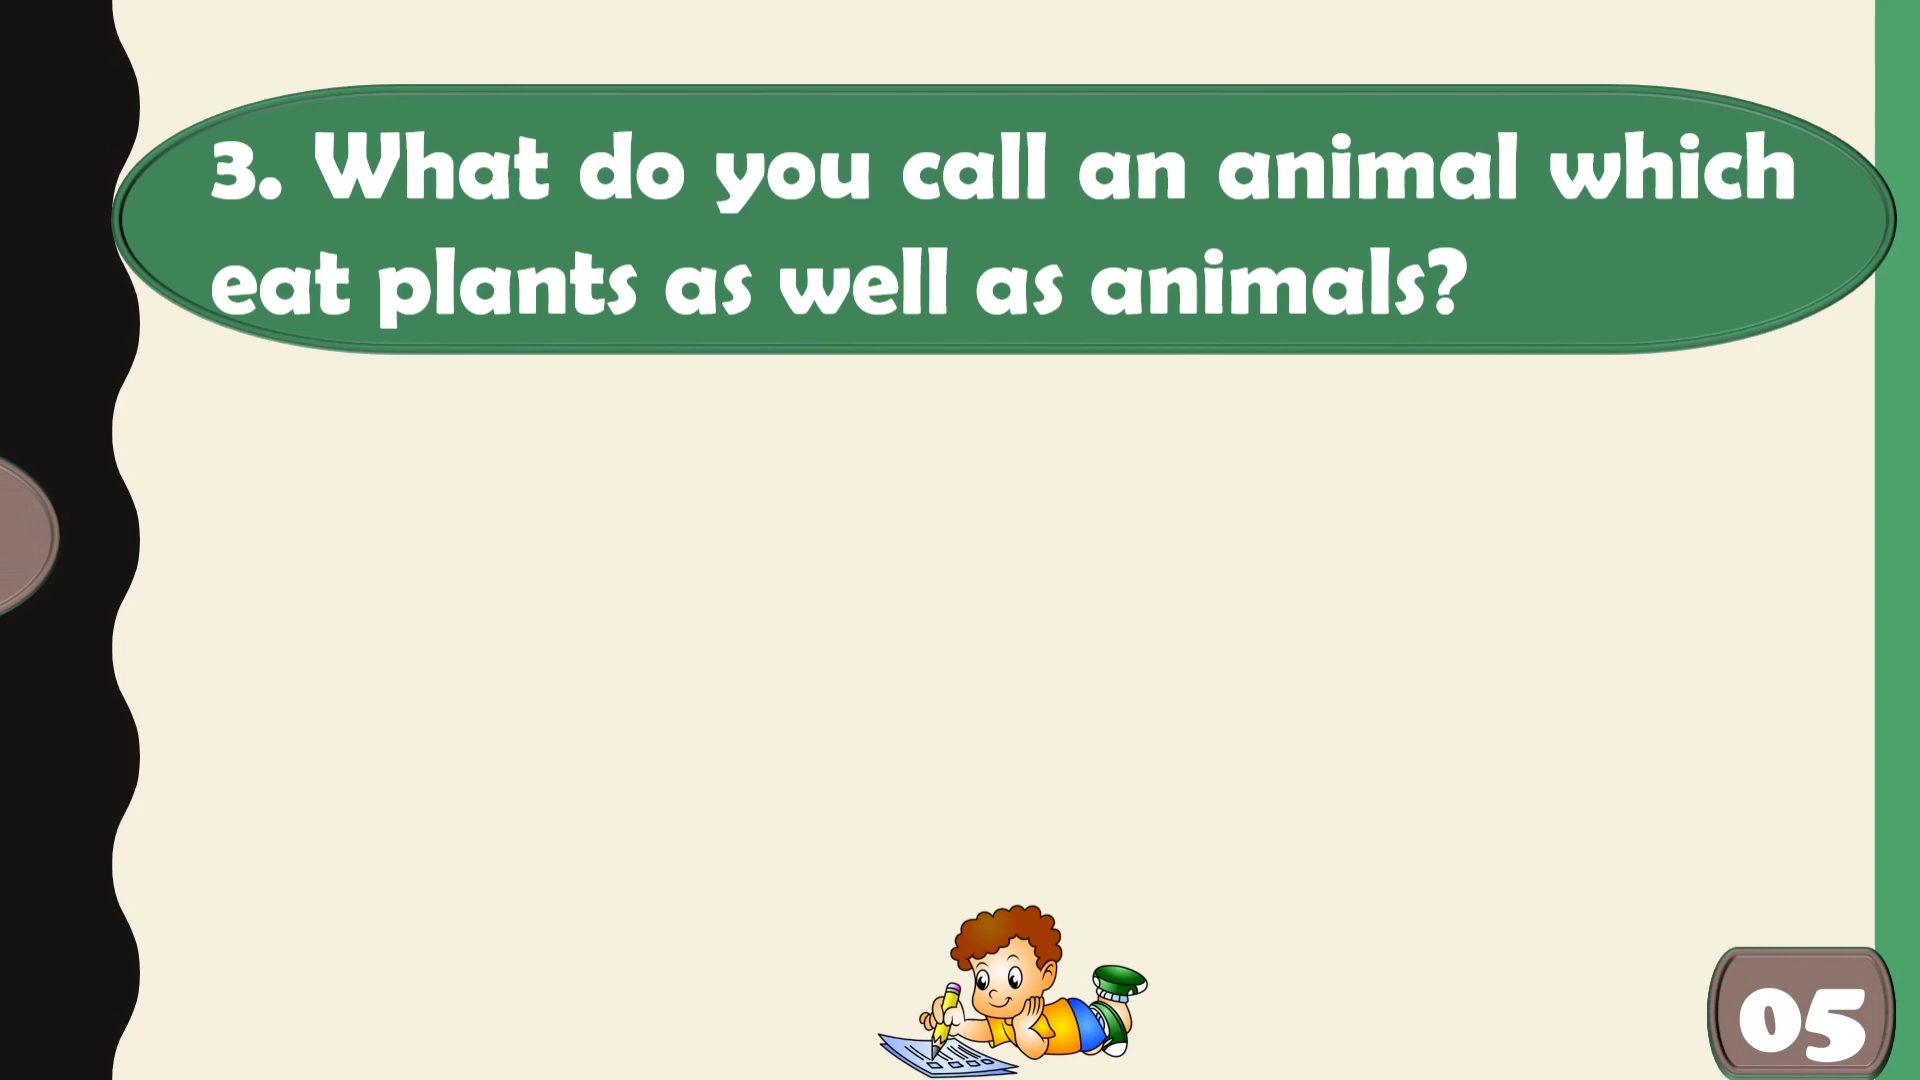 3. What do you call an animal which
eat plants as well as animals?
05